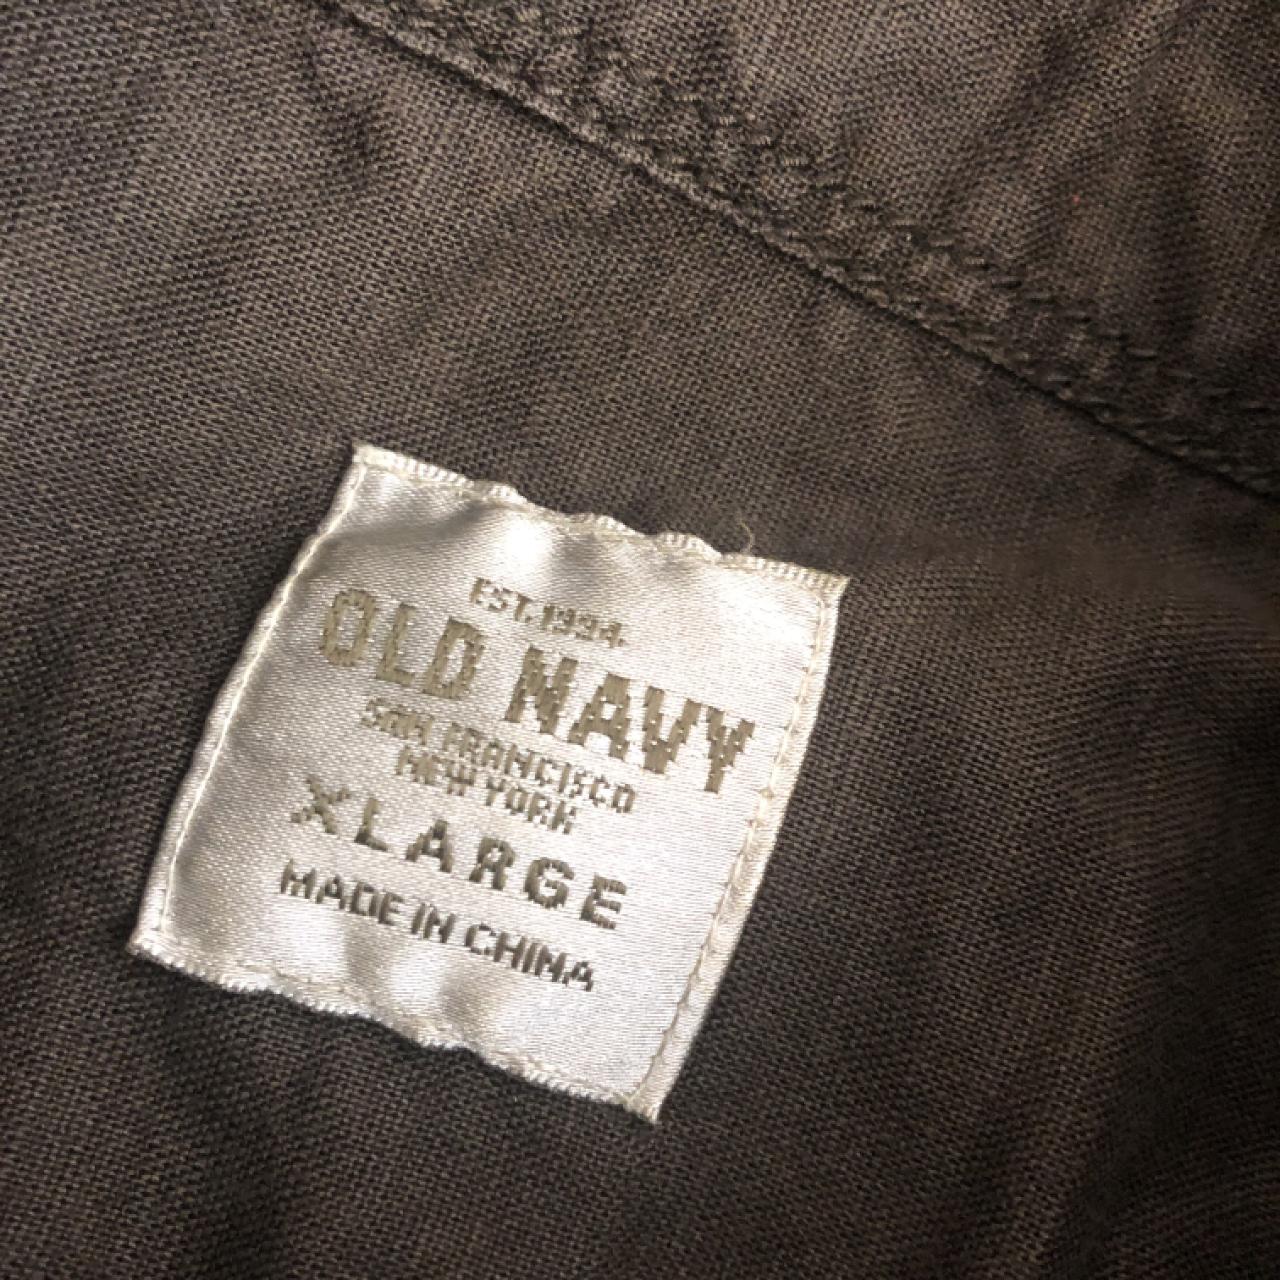 EST. 1994
OLD NAVY
SAN FRANCISCO
NEW YORK
XLARGE
MADE IN CHINA